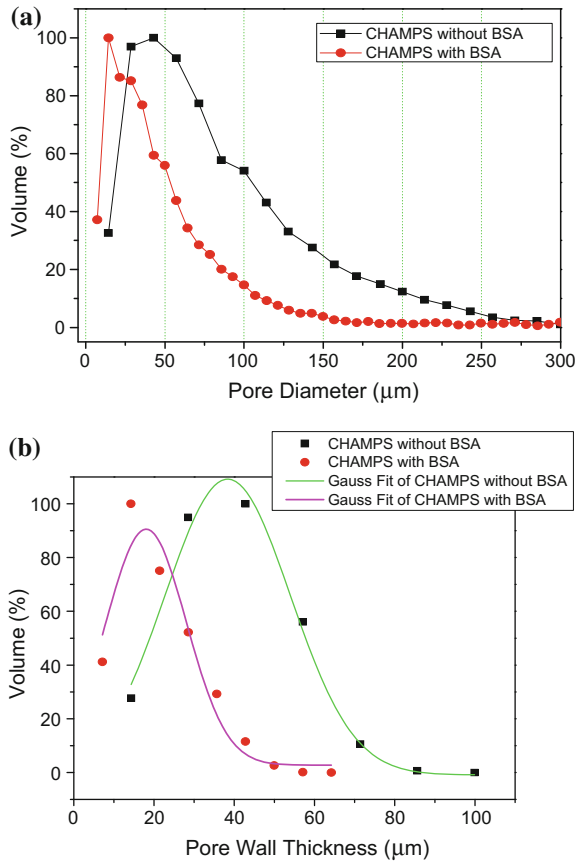 (a)
CHAMPS without BSA
CHAMPS with BSA
100
80
60
40
20
0
Volume (%)
0 50 100 150 200 250 300
Pore Diameter (μm)
(b)
CHAMPS without BSA
CHAMPS with BSA
Gauss Fit of CHAMPS without BSA
Gauss Fit of CHAMPS with BSA
100
80
60
40
20
0
Volume (%)
0 20 40 60 80 100
Pore Wall Thickness (μm)